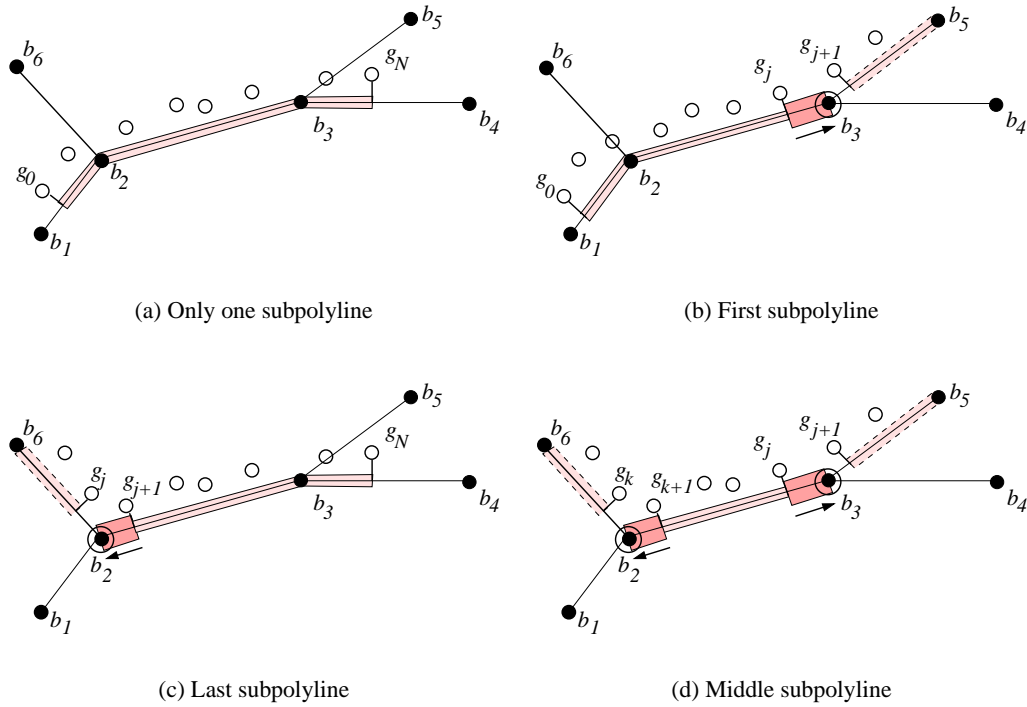 b5
b6
gN
b3
b4
b2
g0
b1
(a) Only one subpolyline
b5
b6
gj+1
gj
b3
b4
b2
g0
b1
(b) First subpolyline
b5
b6
gN
gj
gj+1
b3
b4
b2
b1
(c) Last subpolyline
b5
b6
gj+1
gj
gk
gk+1
b3
b4
b2
b1
(d) Middle subpolyline